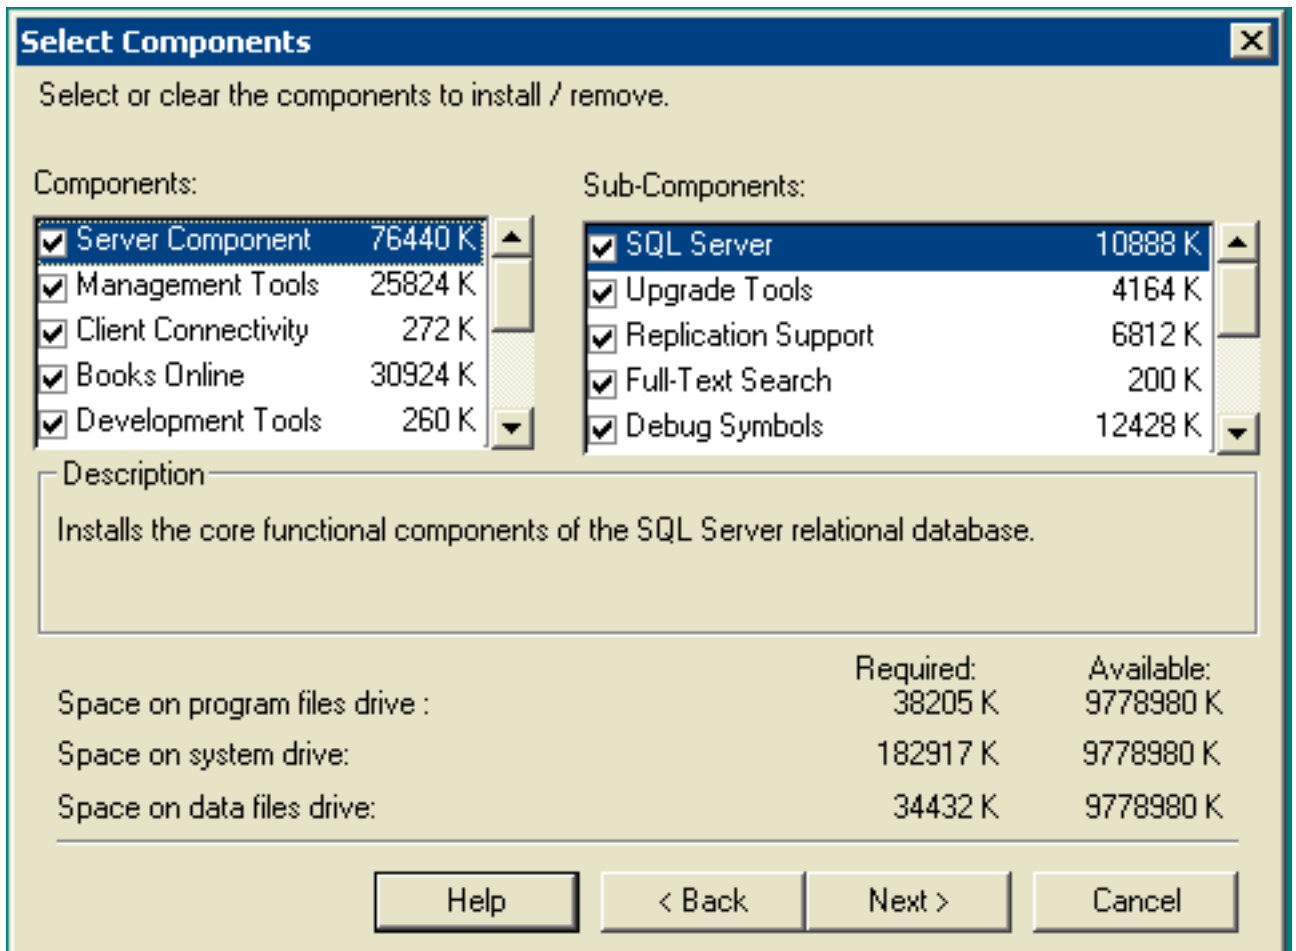 Select Components
Select or clear the components to install / remove.
Components:
Server Component 76440 K
Management Tools 25824 K
Client Connectivity 272 K
Books Online 30924 K
Development Tools 260 K
Sub-Components:
SQL Server 10888 K
Upgrade Tools 4164 K
Replication Support 6812 K
Full-Text Search 200 K
Debug Symbols 12428 K
Description
Installs the core functional components of the SQL Server relational database.
Required: Available:
Space on program files drive : 38205 K 9778980 K
Space on system drive: 182917 K 9778980 K
Space on data files drive: 34432 K 9778980 K
Help < Back Next > Cancel